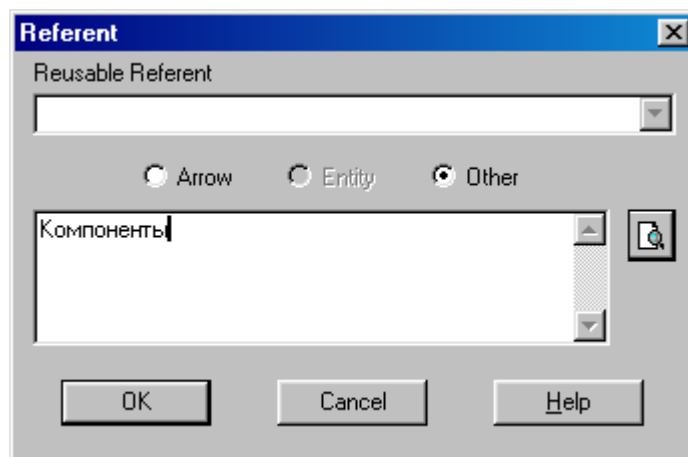 Referent
Reusable Referent
Arrow Entity Other
Компоненты
OK Cancel Help